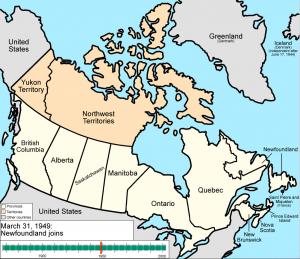 Greenland
(Denmark)
Iceland
(Denmark)
(Independent after
June 17, 1944)
United
States
Yukon
Territory
Northwest
Territories
British
Columbia
Alberta
Saskatchewan
Manitoba
Ontario
Quebec
Newfoundland
Saint Pierre and
Miquelon
(France)
Prince Edward
Island
Nova
Scotia
New
Brunswick
United States
Provinces
Territories
Other countries
March 31, 1949:
Newfoundland joins
1900
1950
2000